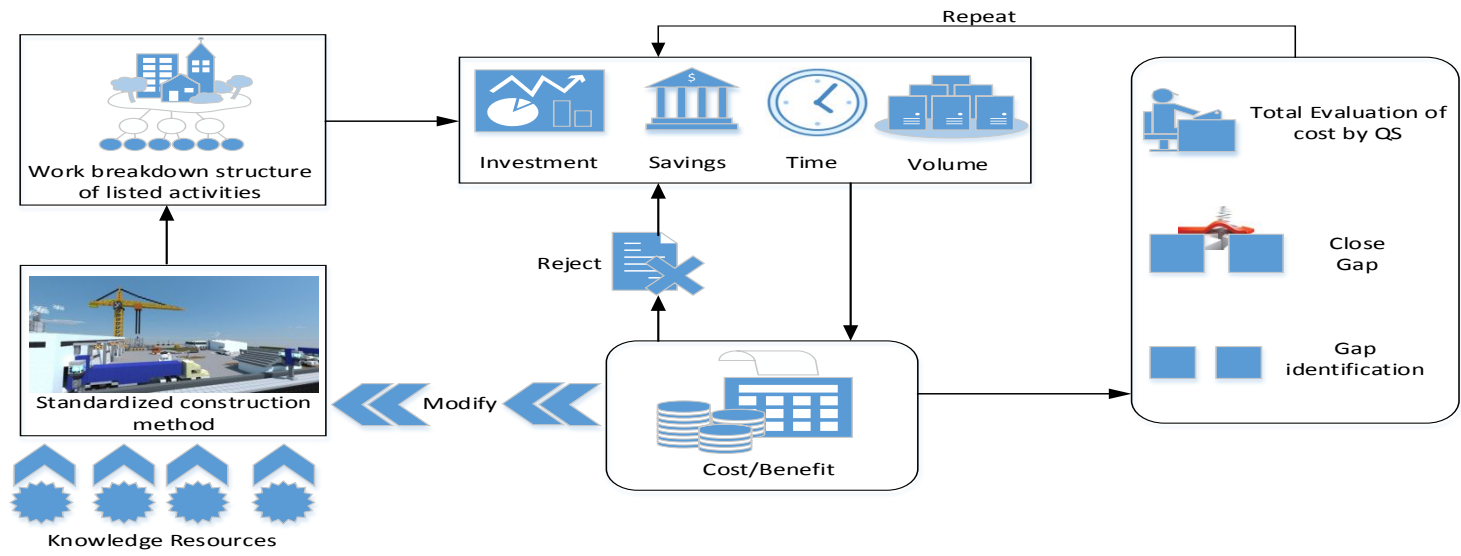 Repeat
$
Investment
Savings
Time
Volume
Work breakdown structure
of listed activities
Total Evaluation of
cost by QS
Reject
Close
Gap
Gap
identification
Standardized construction
method
Modify
Cost/Benefit
Knowledge Resources